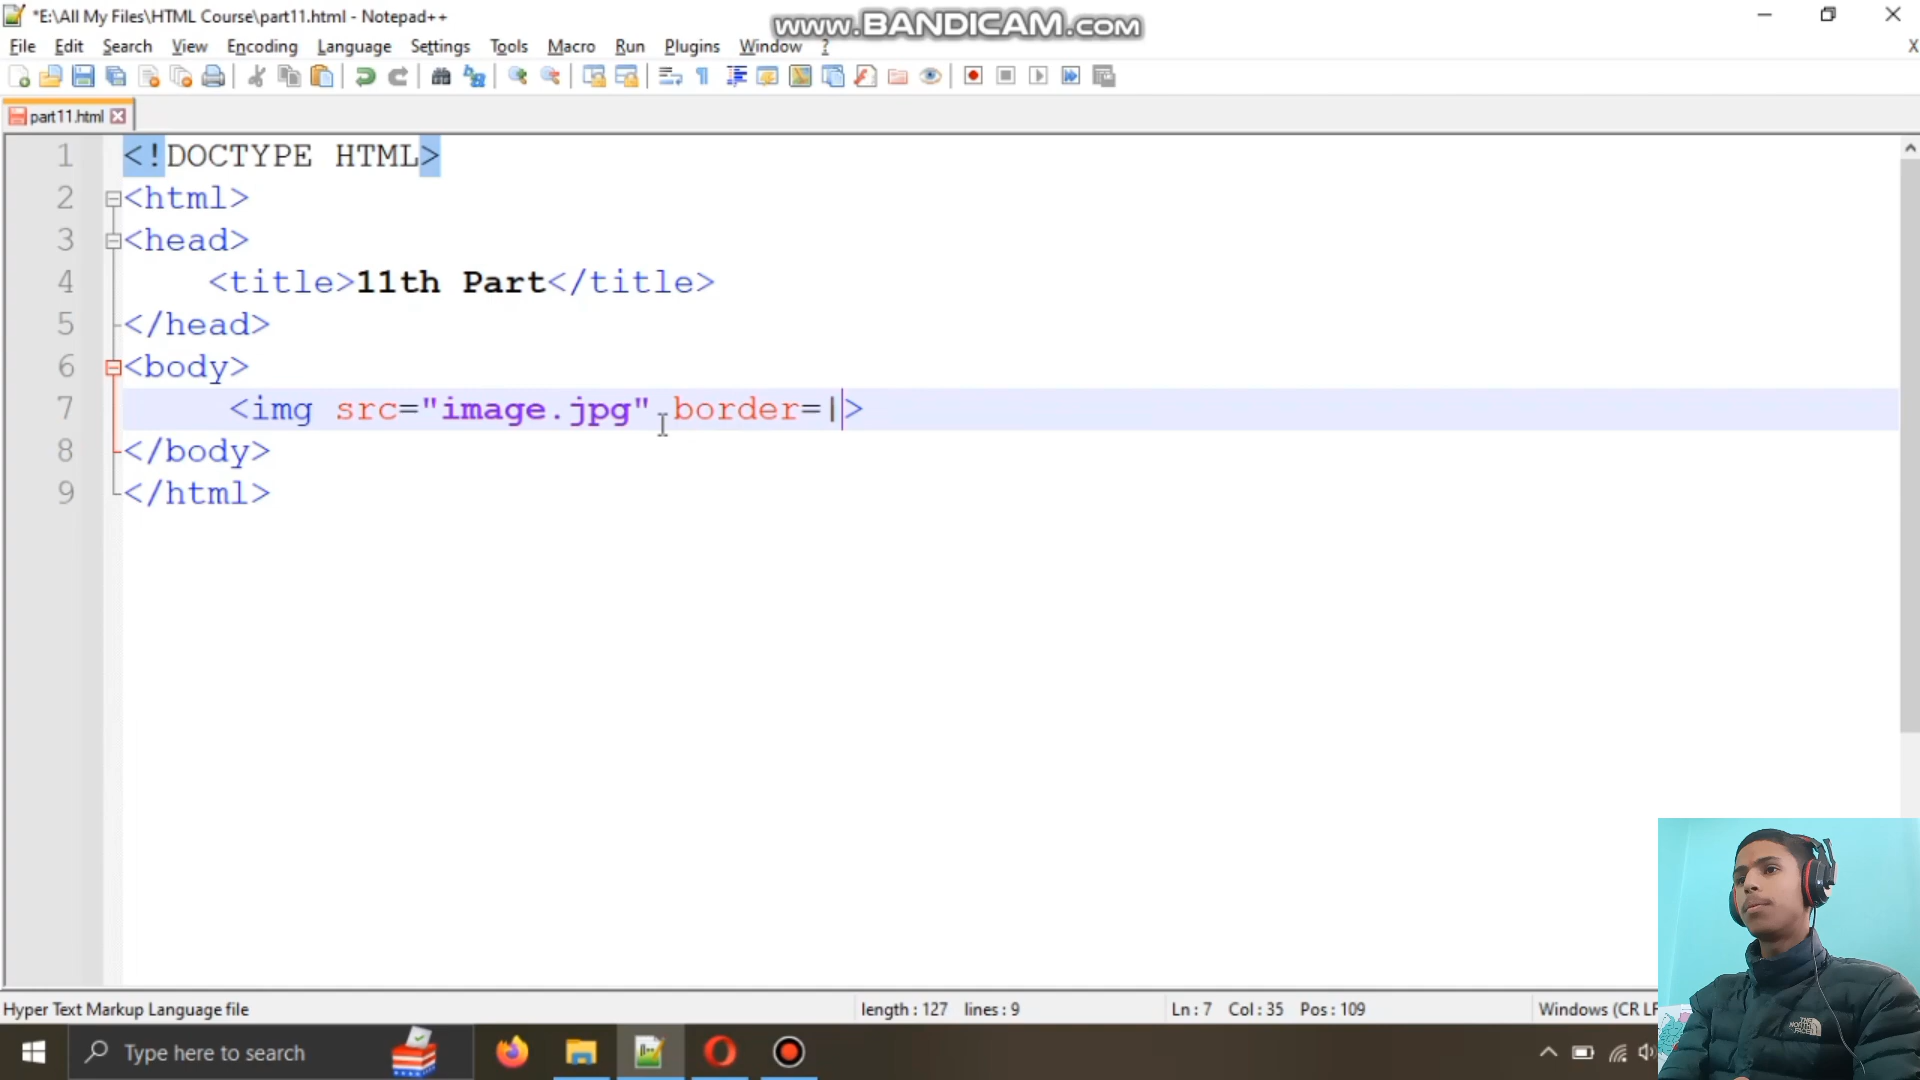 *E:\All My Files\HTML Course\part11.html - Notepad++
www.BANDICAM.com
File Edit Search View Encoding Language Settings Tools Macro Run Plugins Window ? X
part11.html
1 <!DOCTYPE HTML>
2 <html>
3 <head>
4 <title>11th Part</title>
5 </head>
6 <body>
7 <img src="image.jpg" border=|>
8 </body>
9 </html>
Hyper Text Markup Language file length : 127 lines : 9 Ln : 7 Col : 35 Pos : 109 Windows (CR LF
Type here to search
THE NORTH FACE